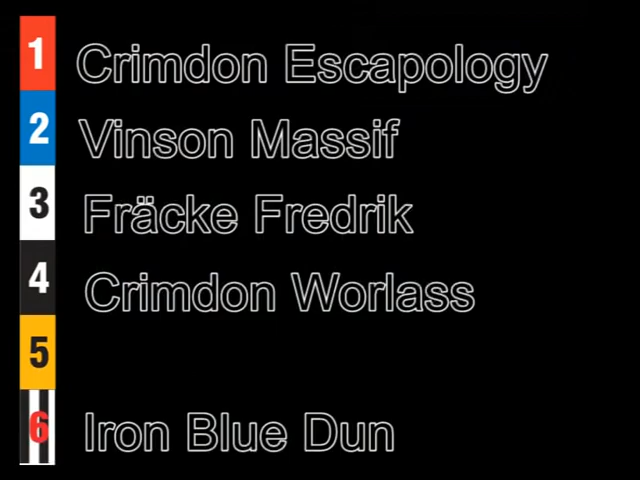 1 Crimdon Escapology
2 Vinson Massif
3 Fräcke Fredrik
4 Crimdon Worlass
5
6 Iron Blue Dun